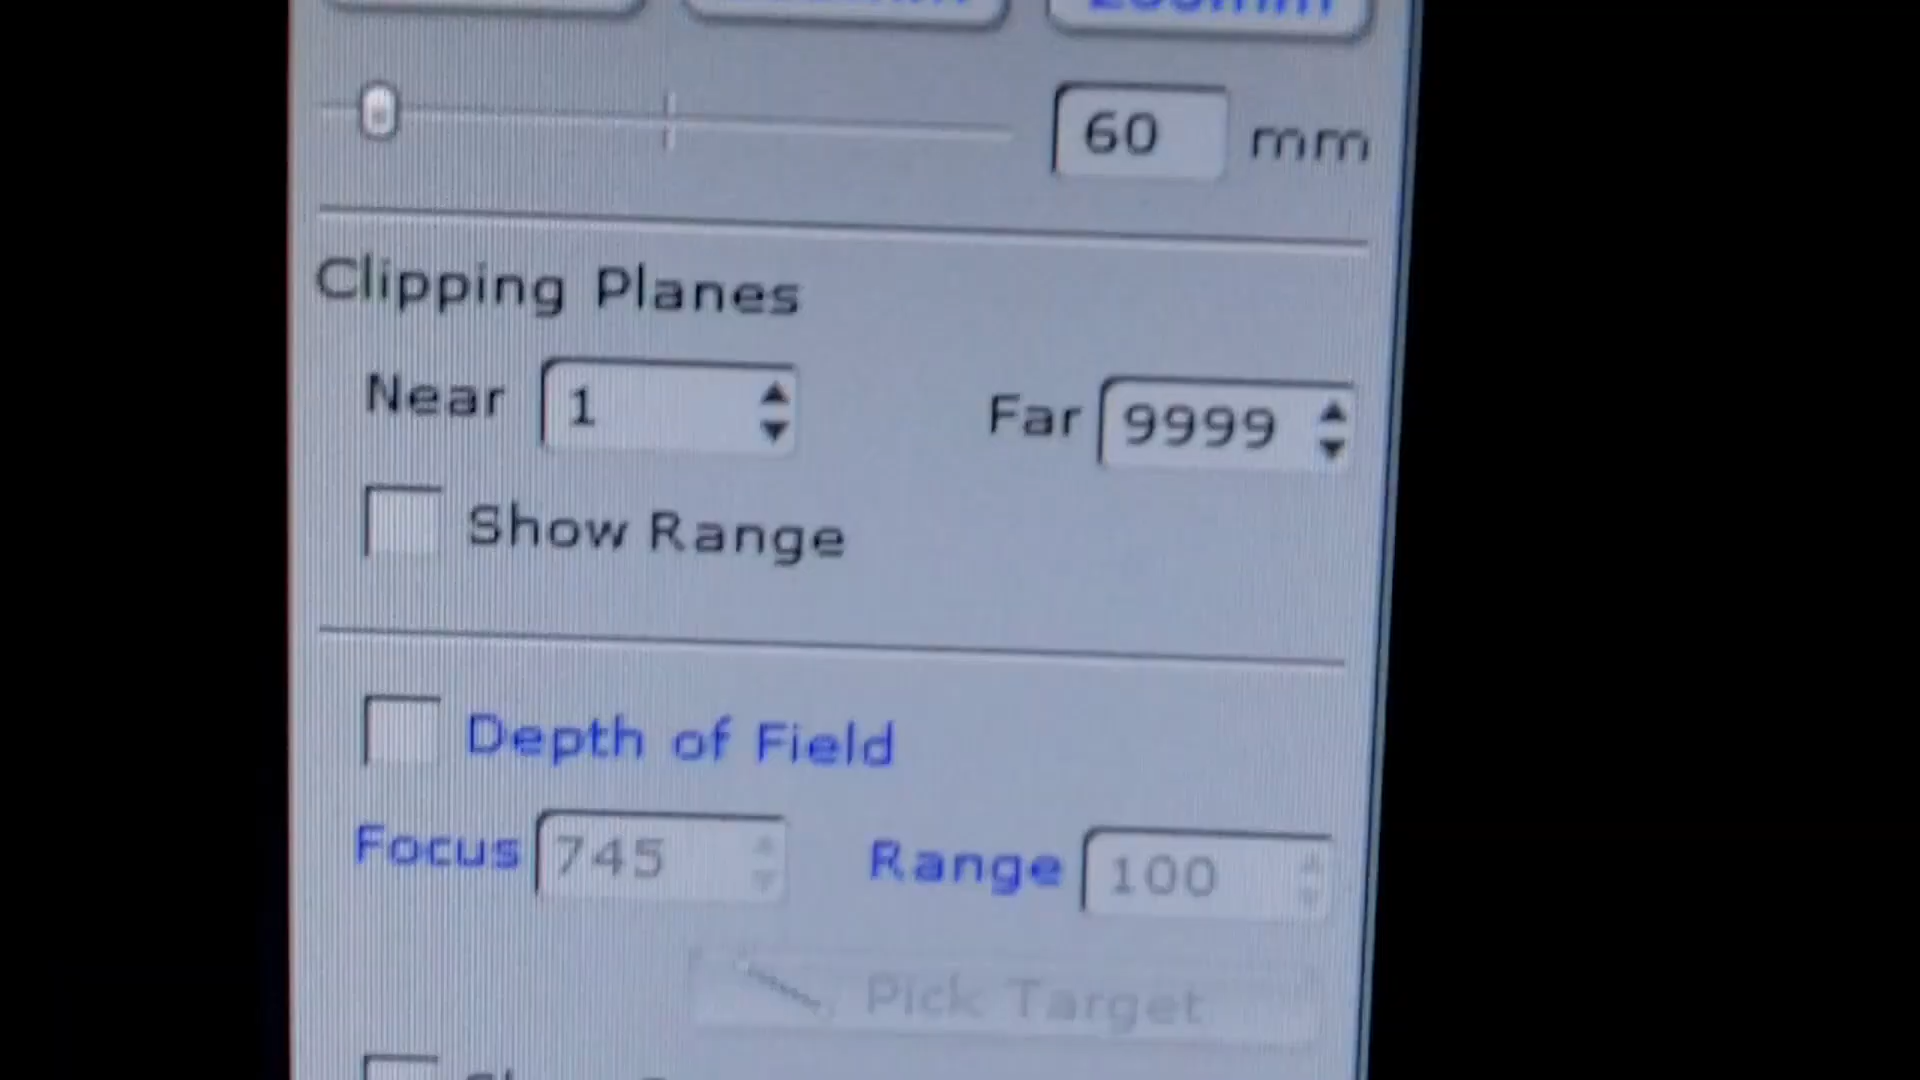 60 mm
Clipping Planes
Near 1 Far 9999
Show Range
Depth of Field
Focus 745 Range 100
Pick Target